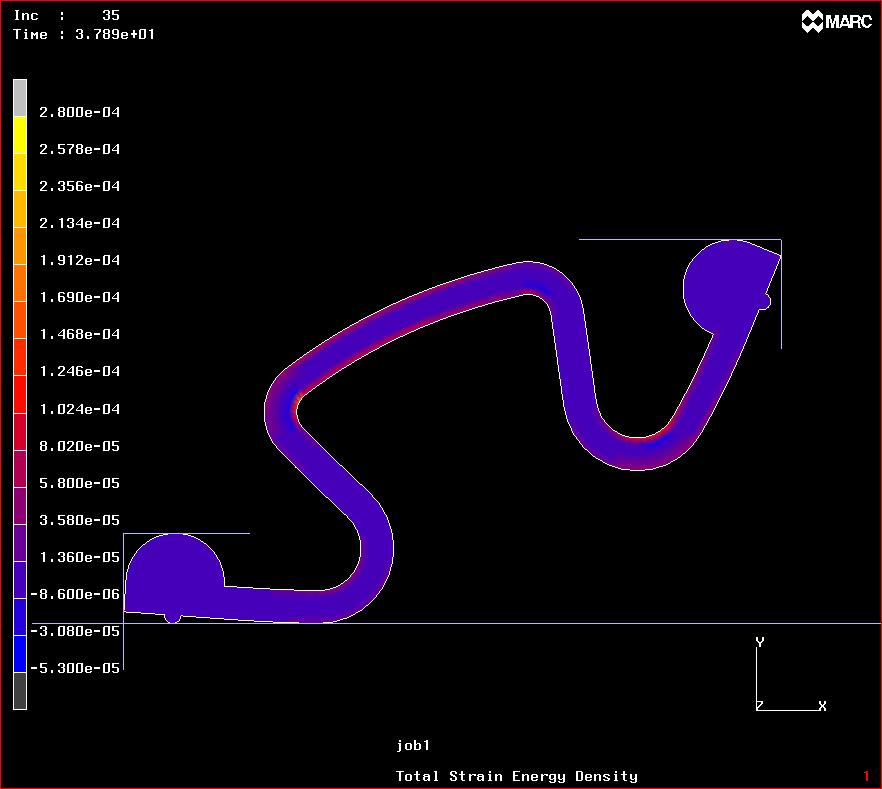 Inc : 35
Time : 3.789e+01
MARC
2.800e-04
2.578e-04
2.356e-04
2.134e-04
1.912e-04
1.690e-04
1.468e-04
1.246e-04
1.024e-04
8.020e-05
5.800e-05
3.580e-05
1.360e-05
-8.600e-06
-3.080e-05
-5.300e-05
Y
Z X
job1
Total Strain Energy Density
1